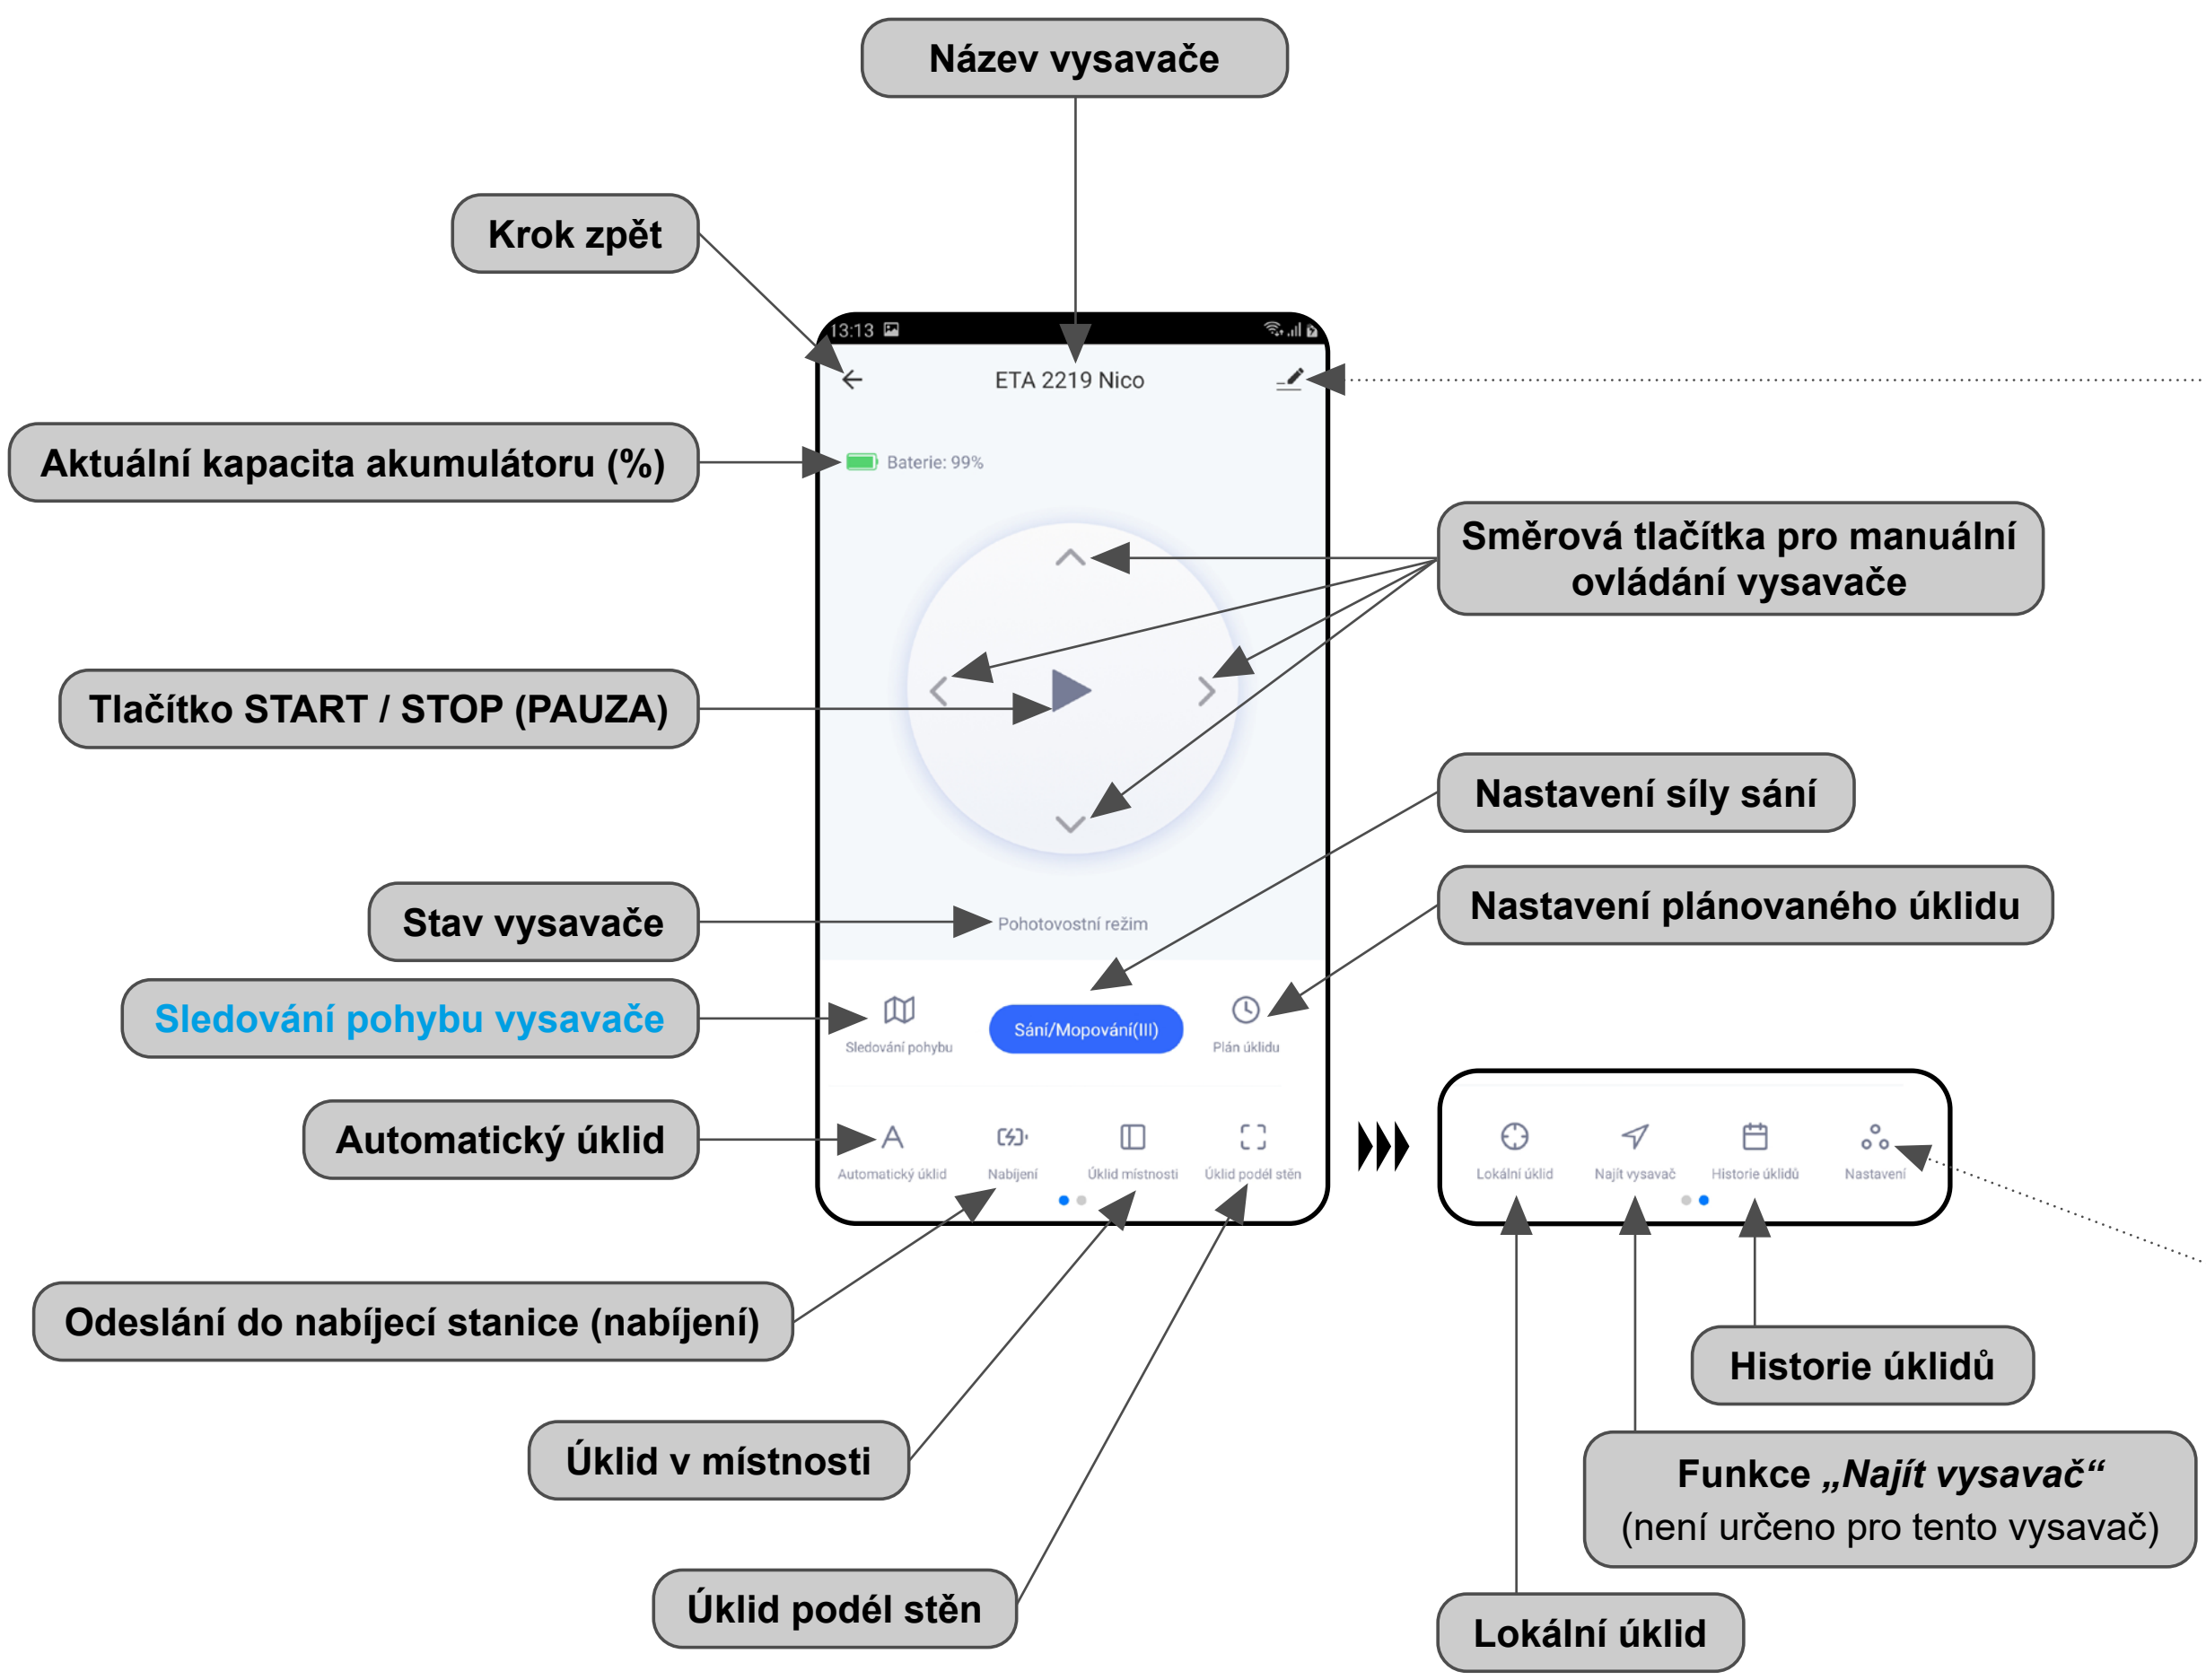 Název vysavače
Krok zpět
13:13
ETA 2219 Nico
Aktuální kapacita akumulátoru (%)
Baterie: 99%
Směrová tlačítka pro manuální
ovládání vysavače
Tlačítko START / STOP (PAUZA)
Nastavení síly sání
Nastavení plánovaného úklidu
Stav vysavače
Pohotovostní režim
Sledování pohybu vysavače
Sledování pohybu
Sání/Mopování(III)
Plán úklidu
Automatický úklid
Automatický úklid
Nabíjení
Úklid místnosti
Úklid podél stěn
Lokální úklid
Najít vysavač
Historie úklidů
Nastavení
Odeslání do nabíjecí stanice (nabíjení)
Historie úklidů
Úklid v místnosti
Funkce „Najít vysavač“
(není určeno pro tento vysavač)
Úklid podél stěn
Lokální úklid